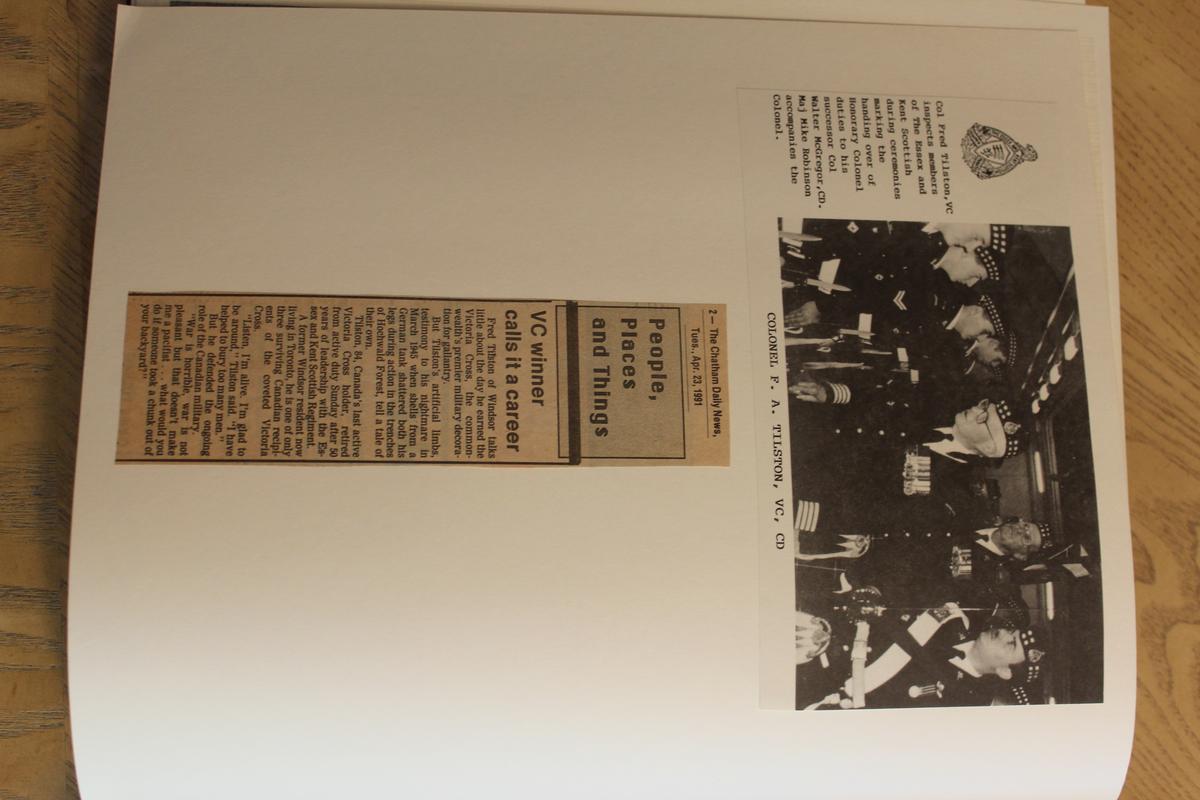 Col Fred Tilston,VC
inspects members
of The Essex and
Kent Scottish
during ceremonies
marking the
handing over of
Honorary Colonel
duties to his
successor Col
Walter McGregor,CD.
Maj Mike Robinson
accompanies the
Colonel.
COLONEL F. A. TILSTON, VC, CD
2— The Chatham Daily News,
Tues., Apr. 23, 1991
People,
Places
and Things
VC winner
calls it a career
Fred Tilston of Windsor talks
little about the day he earned the
Victoria Cross, the common-
wealth's premier military decora-
tion for gallantry.
But Tilston's artificial limbs,
testimony to his nightmare in
March 1945 when shells from a
German tank shattered both his
legs during action in the trenches
of Hochwald Forest, tell a tale of
their own.
Tilston, 84, Canada's last active
Victoria Cross holder, retired
from active duty Sunday after 50
years of leadership with the Es-
sex and Kent Scottish Regiment.
A former Windsor resident now
living in Toronto, he is one of only
three surviving Canadian recipi-
ents of the coveted Victoria
Cross.
"Listen, I'm alive. I'm glad to
be around," Tilston said. "I have
helped to bury too many men."
But he defended the ongoing
role of the Canadian military.
"War is horrible, war is not
pleasant but that doesn't make
me a pacifist . . . what would you
do if someone took a chunk out of
your backyard?"